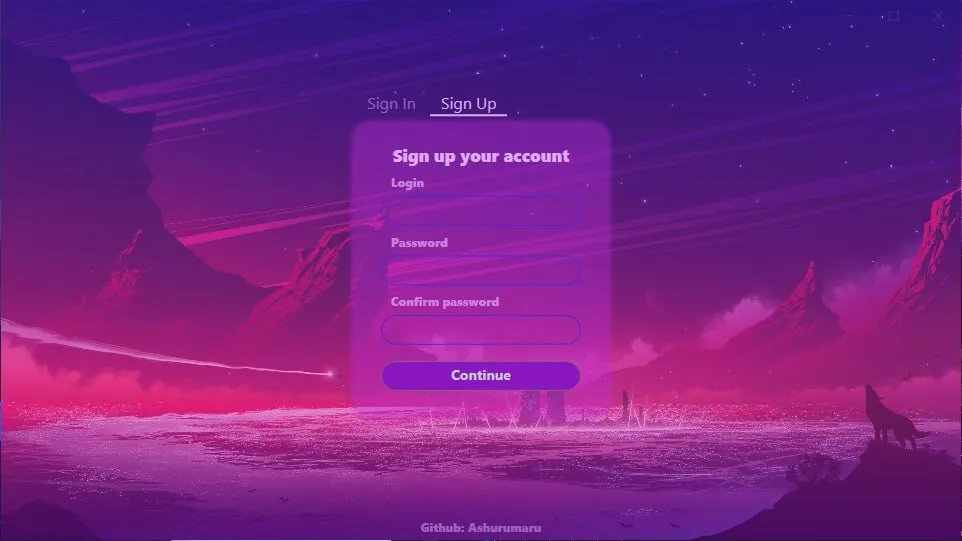 Sign In Sign Up
Sign up your account
Login
Password
Confirm password
Continue
Github: Ashurumaru